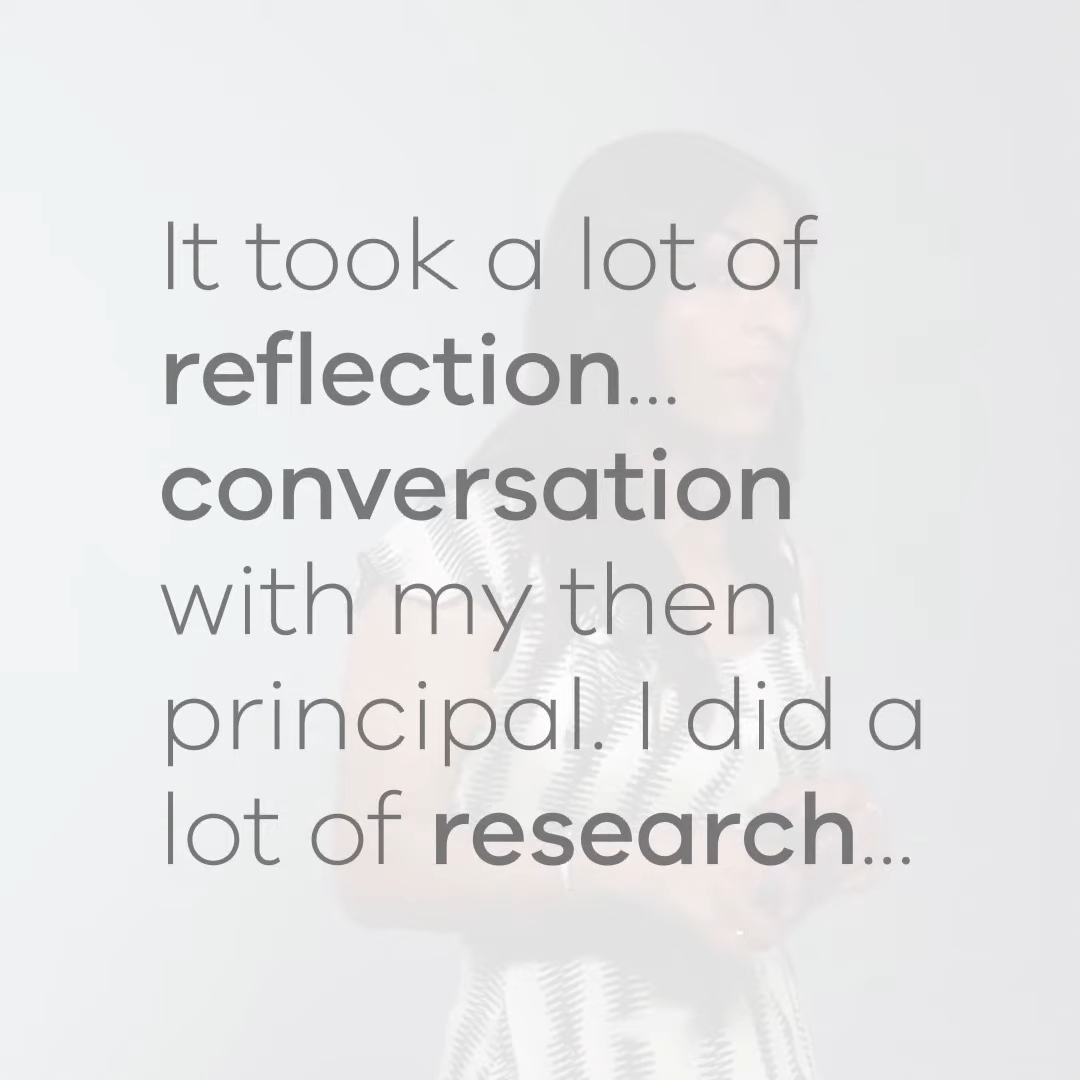 It took a lot of
reflection...
conversation
with my then
principal. I did a
lot of research...